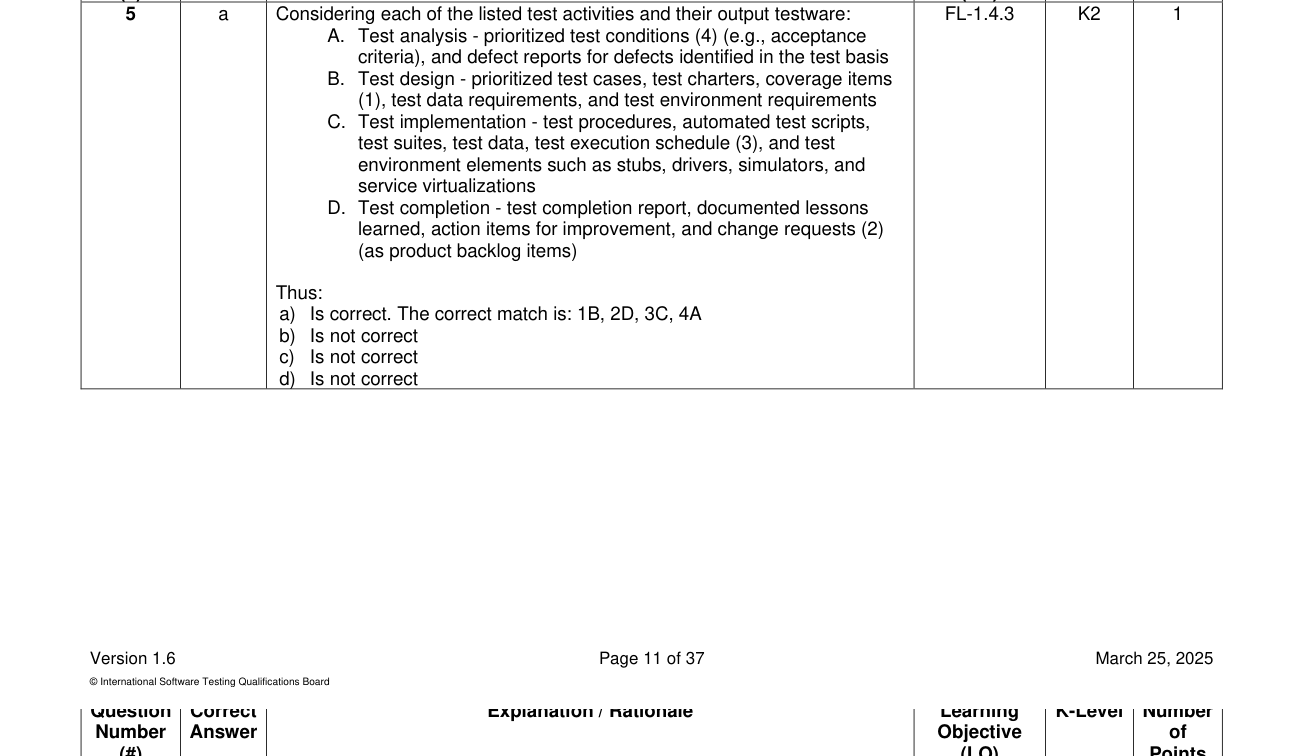 5 a Considering each of the listed test activities and their output testware: FL-1.4.3 K2 1
A. Test analysis - prioritized test conditions (4) (e.g., acceptance
criteria), and defect reports for defects identified in the test basis
B. Test design - prioritized test cases, test charters, coverage items
(1), test data requirements, and test environment requirements
C. Test implementation - test procedures, automated test scripts,
test suites, test data, test execution schedule (3), and test
environment elements such as stubs, drivers, simulators, and
service virtualizations
D. Test completion - test completion report, documented lessons
learned, action items for improvement, and change requests (2)
(as product backlog items)
Thus:
a) Is correct. The correct match is: 1B, 2D, 3C, 4A
b) Is not correct
c) Is not correct
d) Is not correct
Version 1.6 Page 11 of 37 March 25, 2025
© International Software Testing Qualifications Board
Question Correct Explanation / Rationale Learning K-Level Number
Number Answer Objective of
(#) (LO) Points